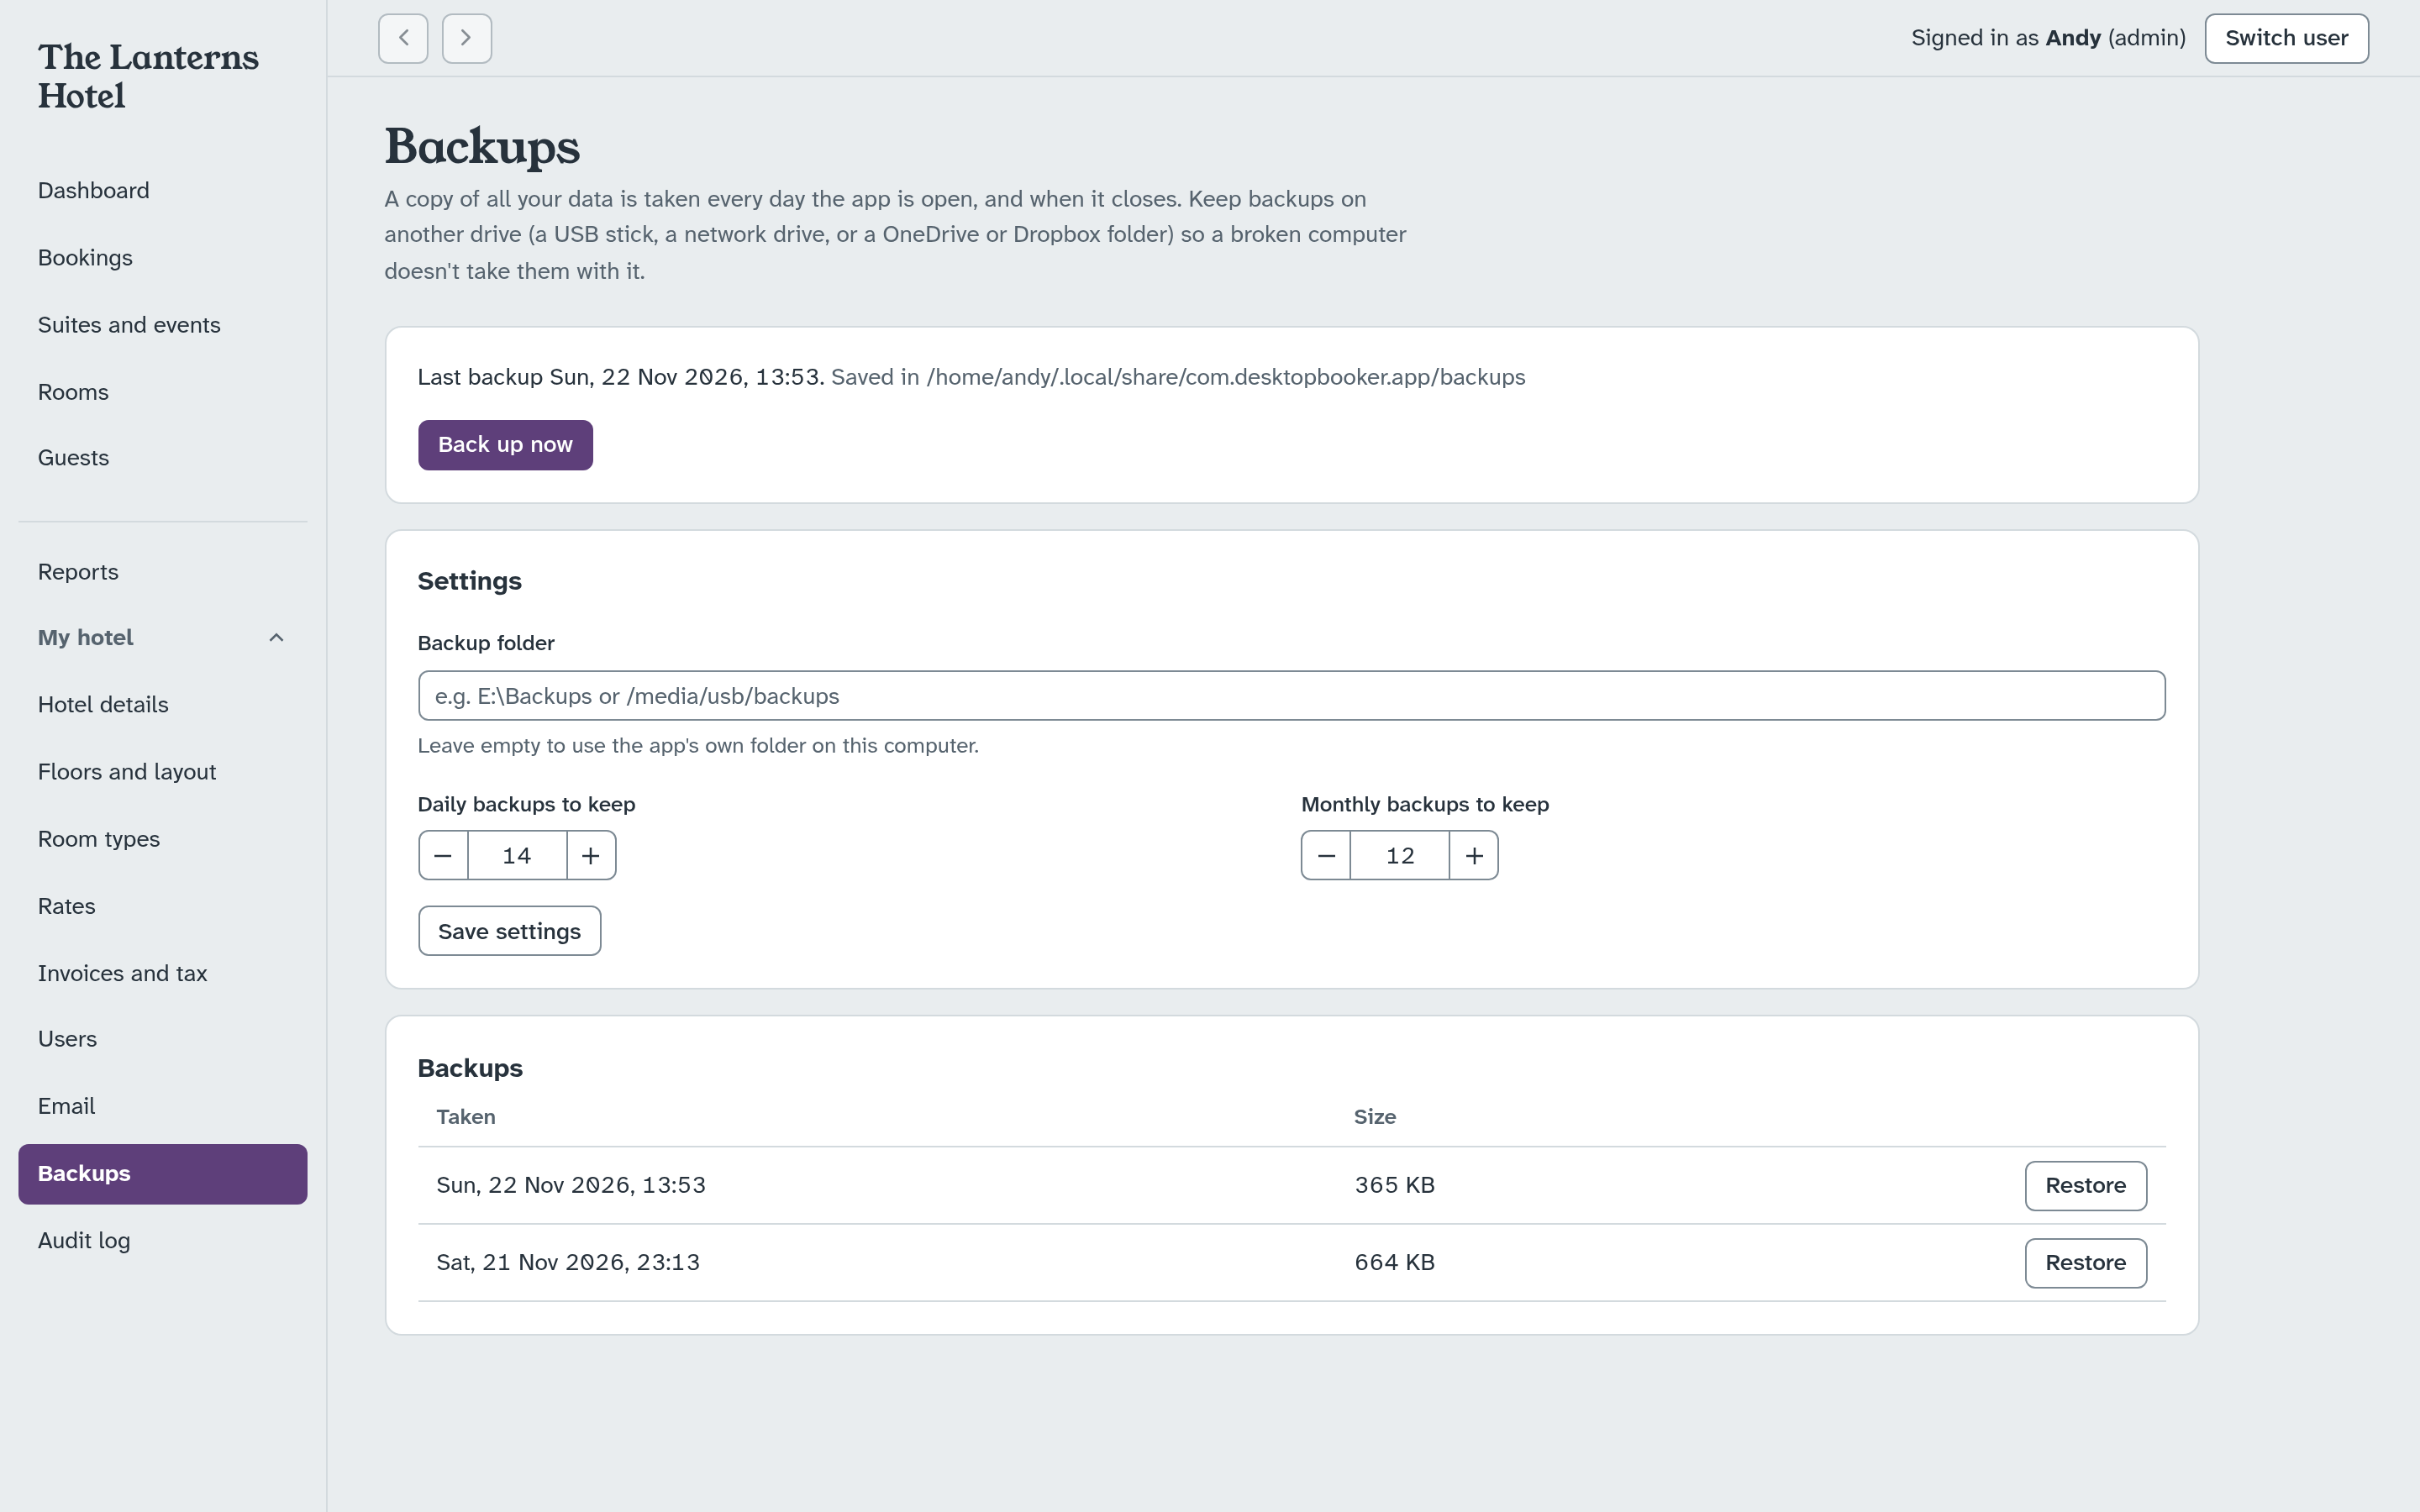 The Lanterns
Hotel
Dashboard
Bookings
Suites and events
Rooms
Guests
Reports
My hotel
Hotel details
Floors and layout
Room types
Rates
Invoices and tax
Users
Email
Backups
Audit log
Signed in as Andy (admin)
Switch user
Backups
A copy of all your data is taken every day the app is open, and when it closes. Keep backups on
another drive (a USB stick, a network drive, or a OneDrive or Dropbox folder) so a broken computer
doesn't take them with it.
Last backup Sun, 22 Nov 2026, 13:53. Saved in /home/andy/.local/share/com.desktopbooker.app/backups
Back up now
Settings
Backup folder
e.g. E:\Backups or /media/usb/backups
Leave empty to use the app's own folder on this computer.
Daily backups to keep
14
Monthly backups to keep
12
Save settings
Backups
Taken Size
Sun, 22 Nov 2026, 13:53 365 KB Restore
Sat, 21 Nov 2026, 23:13 664 KB Restore